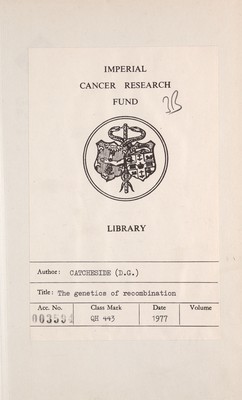 IMPERIAL
CANCER RESEARCH
FUND
LIBRARY
Author: CATCHESIDE (D.G.)
Title: The genetics of recombination
Acc. No. Class Mark Date Volume
QH 443 1977